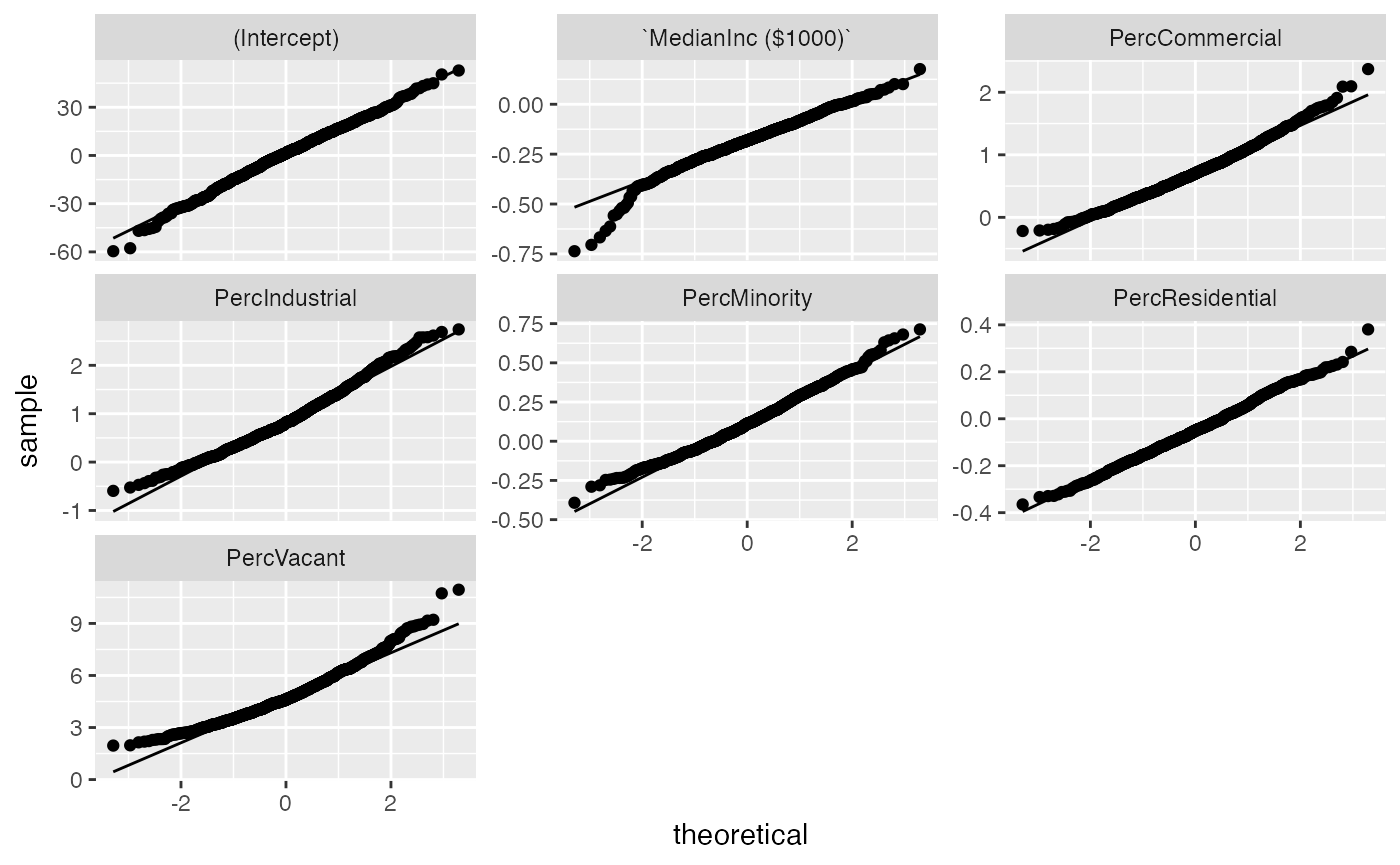 (Intercept)
`MedianInc ($1000)`
PercCommercial
30
0
-30
-60
0.00
-0.25
-0.50
-0.75
2
1
0
PercIndustrial
PercMinority
PercResidential
2
1
0
-1
0.75
0.50
0.25
0.00
-0.25
-0.50
0.4
0.2
0.0
-0.2
-0.4
-2 0 2
-2 0 2
PercVacant
9
6
3
0
-2 0 2
sample
theoretical